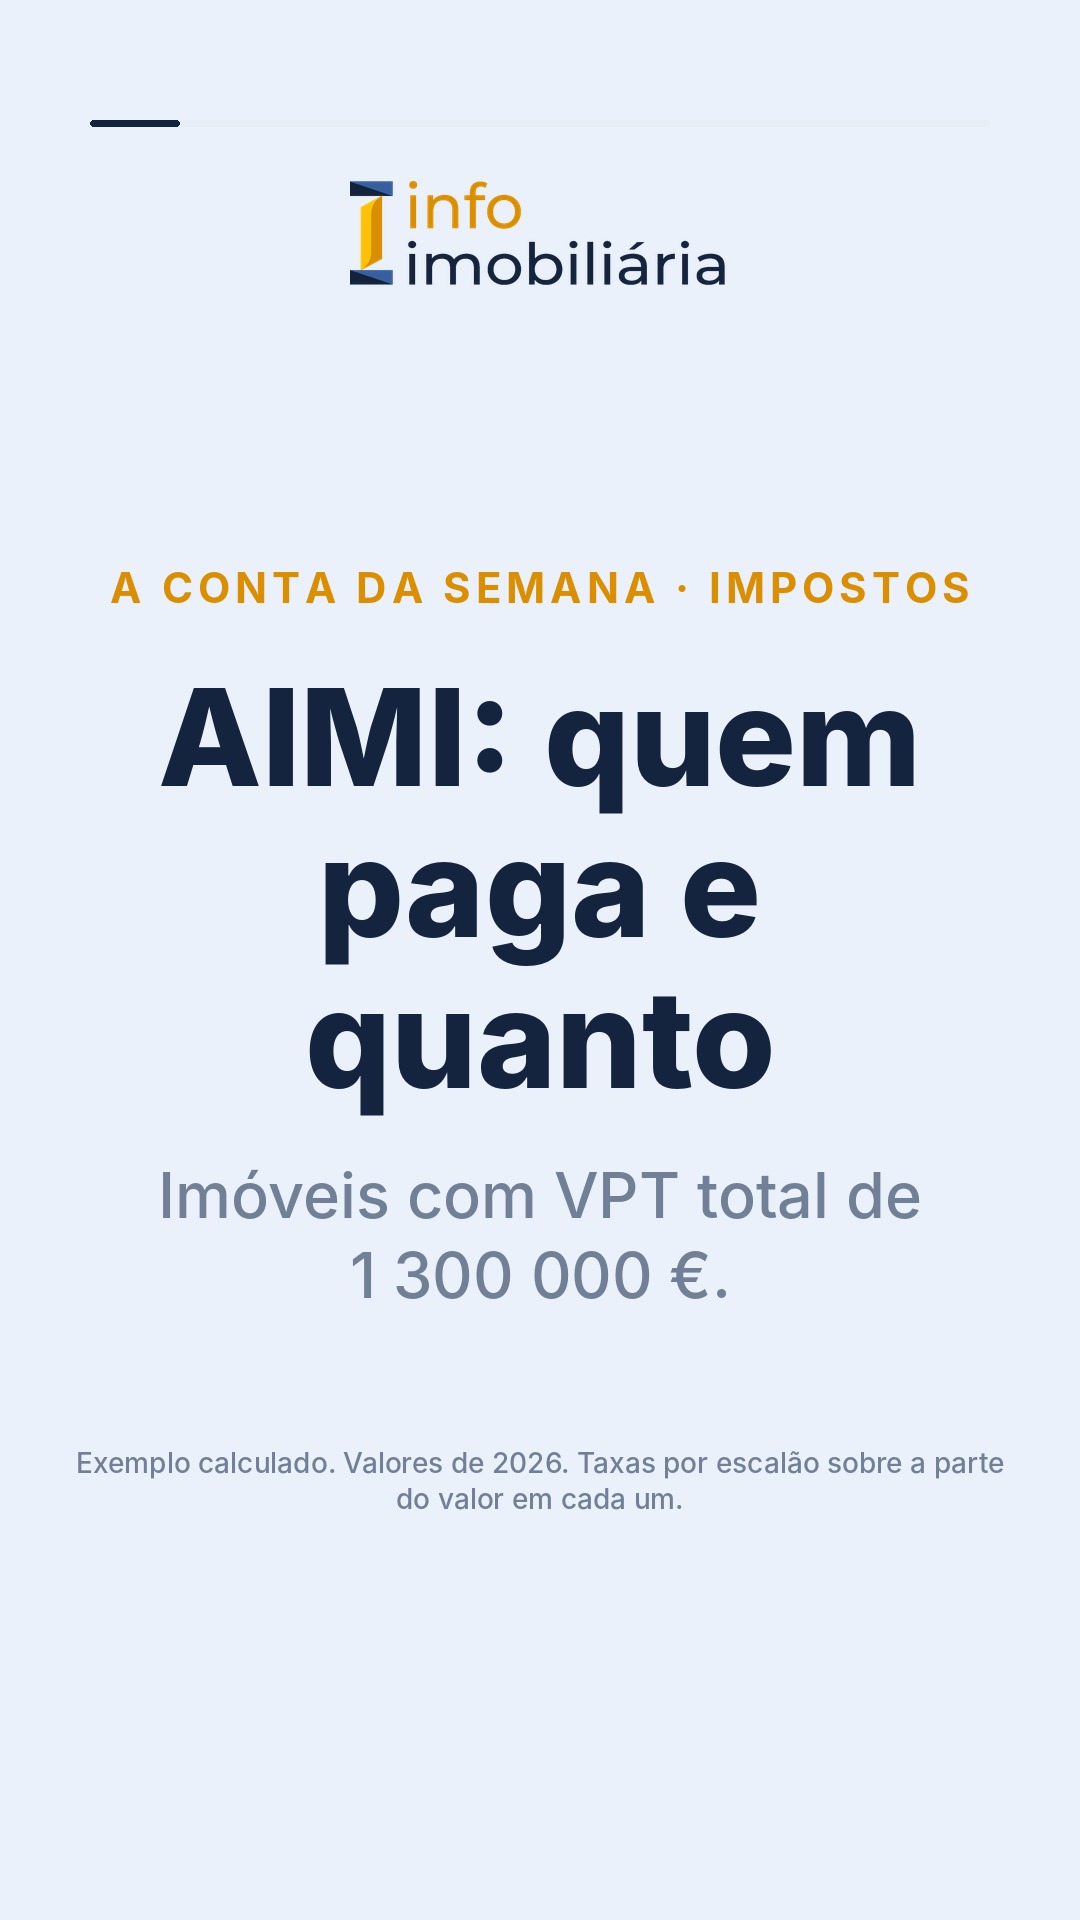 info
imobiliária
A CONTA DA SEMANA · IMPOSTOS
AIMI: quem
paga e
quanto
Imóveis com VPT total de
1 300 000 €.
Exemplo calculado. Valores de 2026. Taxas por escalão sobre a parte
do valor em cada um.